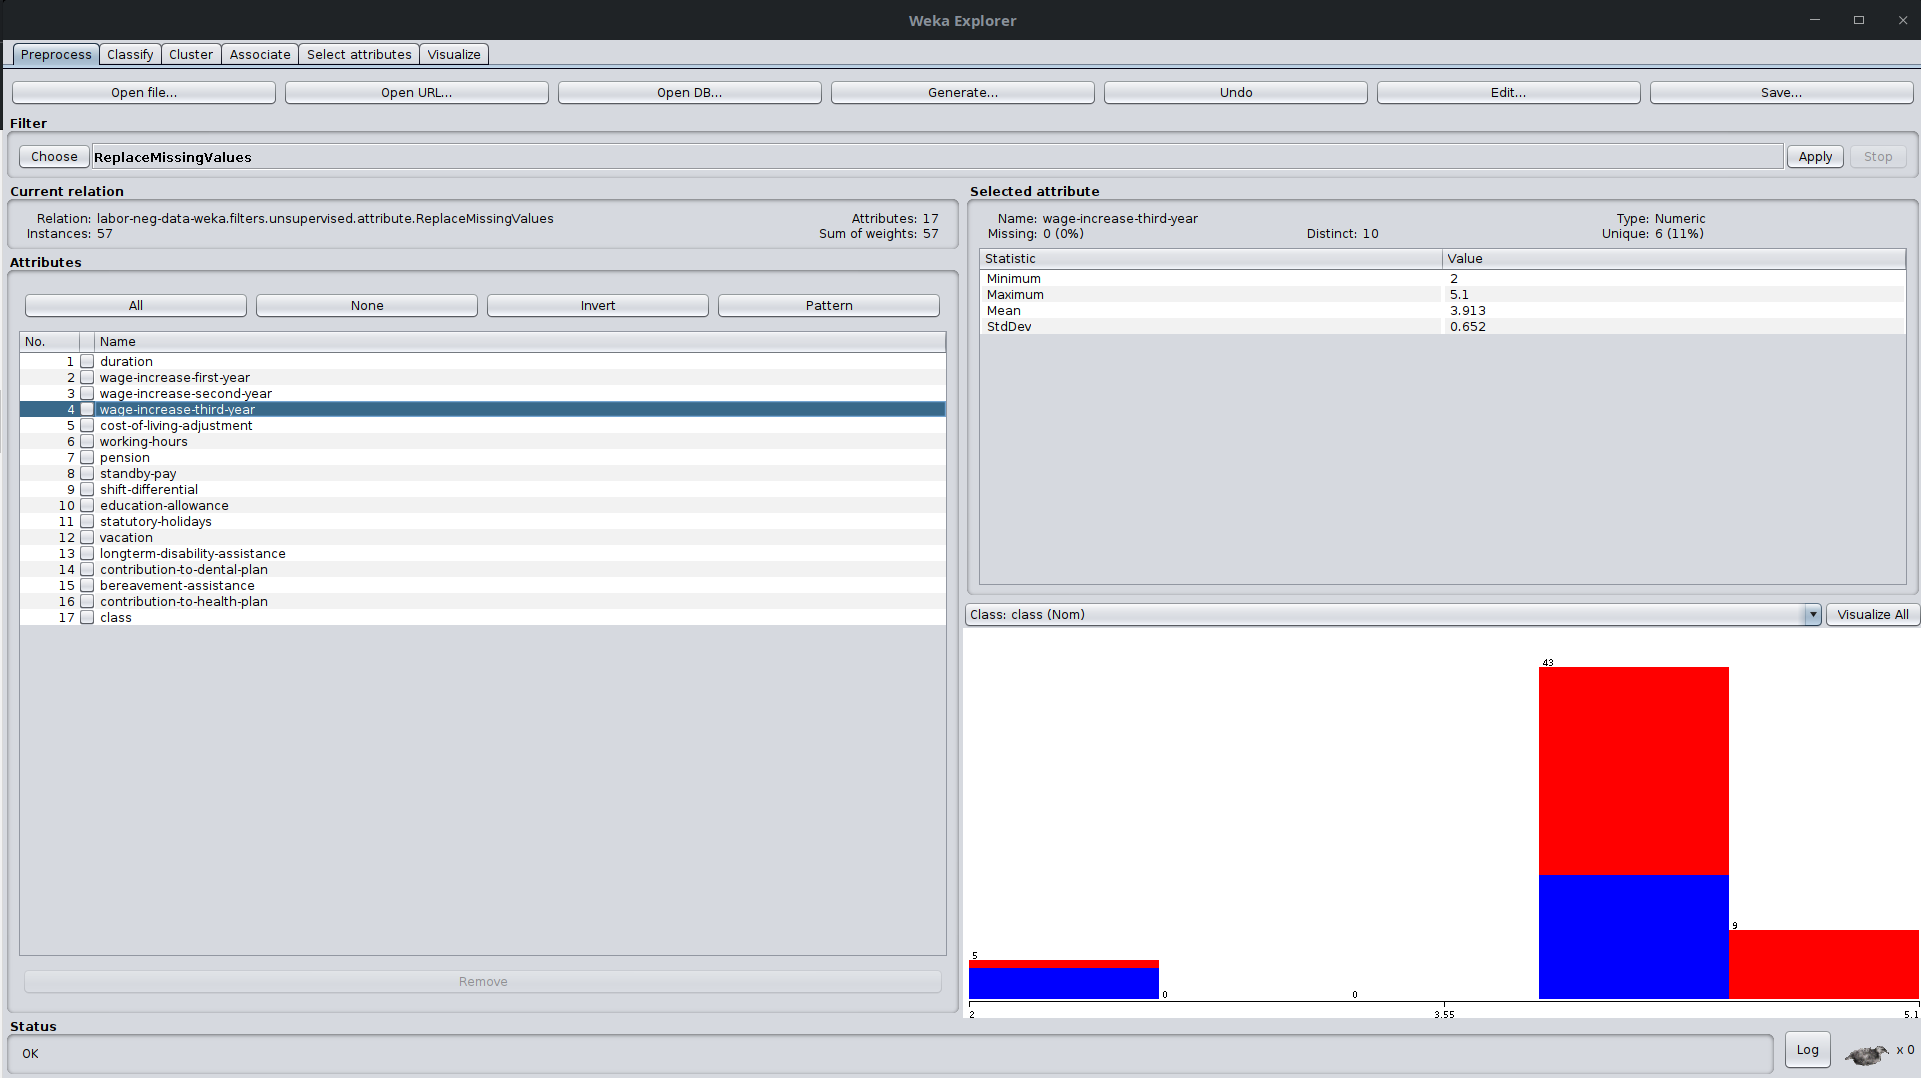 Weka Explorer
Preprocess Classify Cluster Associate Select attributes Visualize
Open file... Open URL... Open DB... Generate... Undo Edit... Save...
Filter
Choose ReplaceMissingValues Apply Stop
Current relation
Relation: labor-neg-data-weka.filters.unsupervised.attribute.ReplaceMissingValues Attributes: 17
Instances: 57 Sum of weights: 57
Attributes
All None Invert Pattern
No. Name
1 duration
2 wage-increase-first-year
3 wage-increase-second-year
4 wage-increase-third-year
5 cost-of-living-adjustment
6 working-hours
7 pension
8 standby-pay
9 shift-differential
10 education-allowance
11 statutory-holidays
12 vacation
13 longterm-disability-assistance
14 contribution-to-dental-plan
15 bereavement-assistance
16 contribution-to-health-plan
17 class
Remove
Selected attribute
Name: wage-increase-third-year Type: Numeric
Missing: 0 (0%) Distinct: 10 Unique: 6 (11%)
Statistic Value
Minimum 2
Maximum 5.1
Mean 3.913
StdDev 0.652
Class: class (Nom) Visualize All
43
9
5
0 0
2 3.55 5.1
Status
OK Log x 0